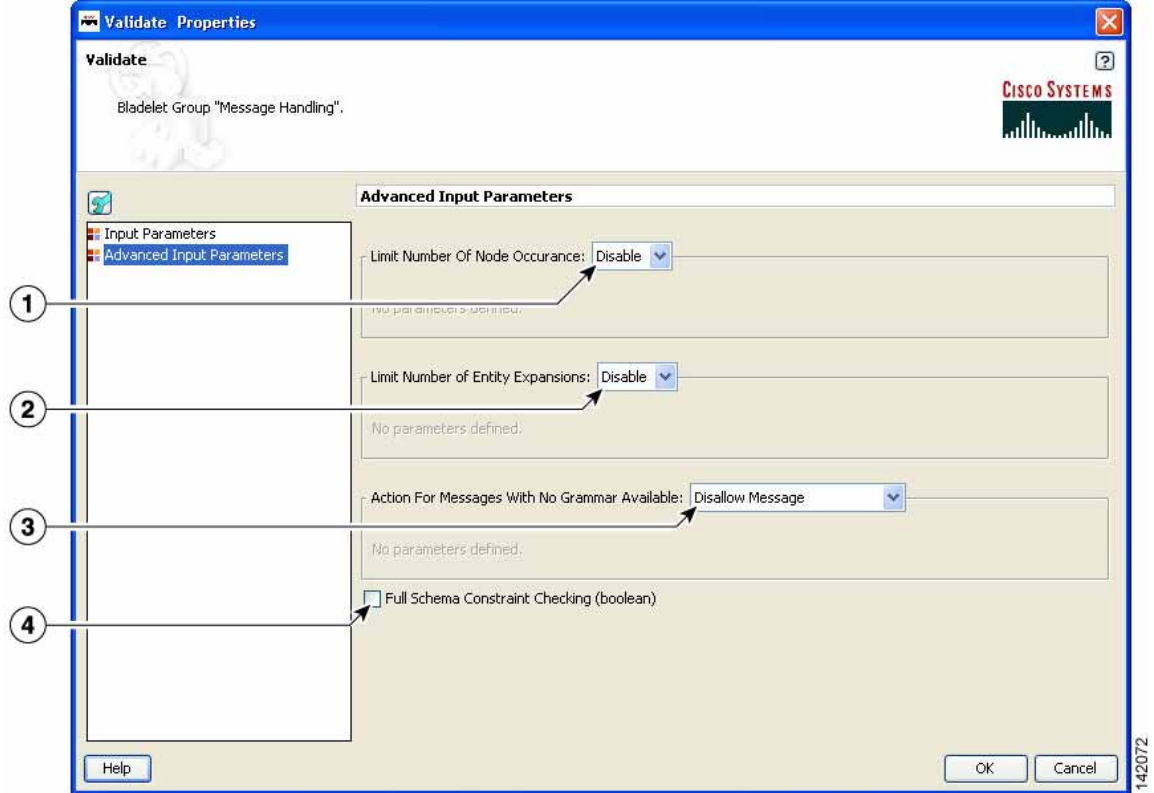 Validate Properties
Validate
Bladelet Group "Message Handling".
CISCO SYSTEMS
Advanced Input Parameters
Input Parameters
Advanced Input Parameters
Limit Number Of Node Occurance: Disable
No parameters defined.
1
Limit Number of Entity Expansions: Disable
2
No parameters defined.
Action For Messages With No Grammar Available: Disallow Message
3
No parameters defined.
Full Schema Constraint Checking (boolean)
4
Help
OK
Cancel
142072